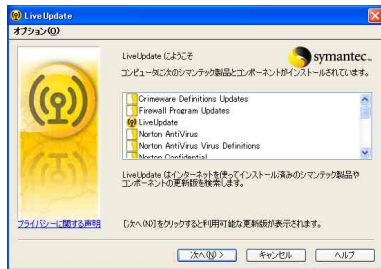 LiveUpdate
オプション(O)
LiveUpdate にようこそ
symantec™
コンピュータに次のシマンテック製品とコンポーネントがインストールされています。
Crimeware Definitions Updates
Firewall Program Updates
LiveUpdate
Norton AntiVirus
Norton AntiVirus Virus Definitions
Norton Confidential
LiveUpdate はインターネットを使ってインストール済みのシマンテック製品や
コンポーネントの更新版を検索します。
プライバシーに関する声明
[次へ(N)]をクリックすると利用可能な更新版が表示されます。
次へ(N) >
キャンセル
ヘルプ